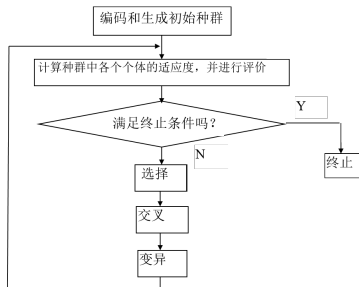 编码和生成初始种群
计算种群中各个个体的适应度，并进行评价
满足终止条件吗？
Y
N
终止
选择
交叉
变异